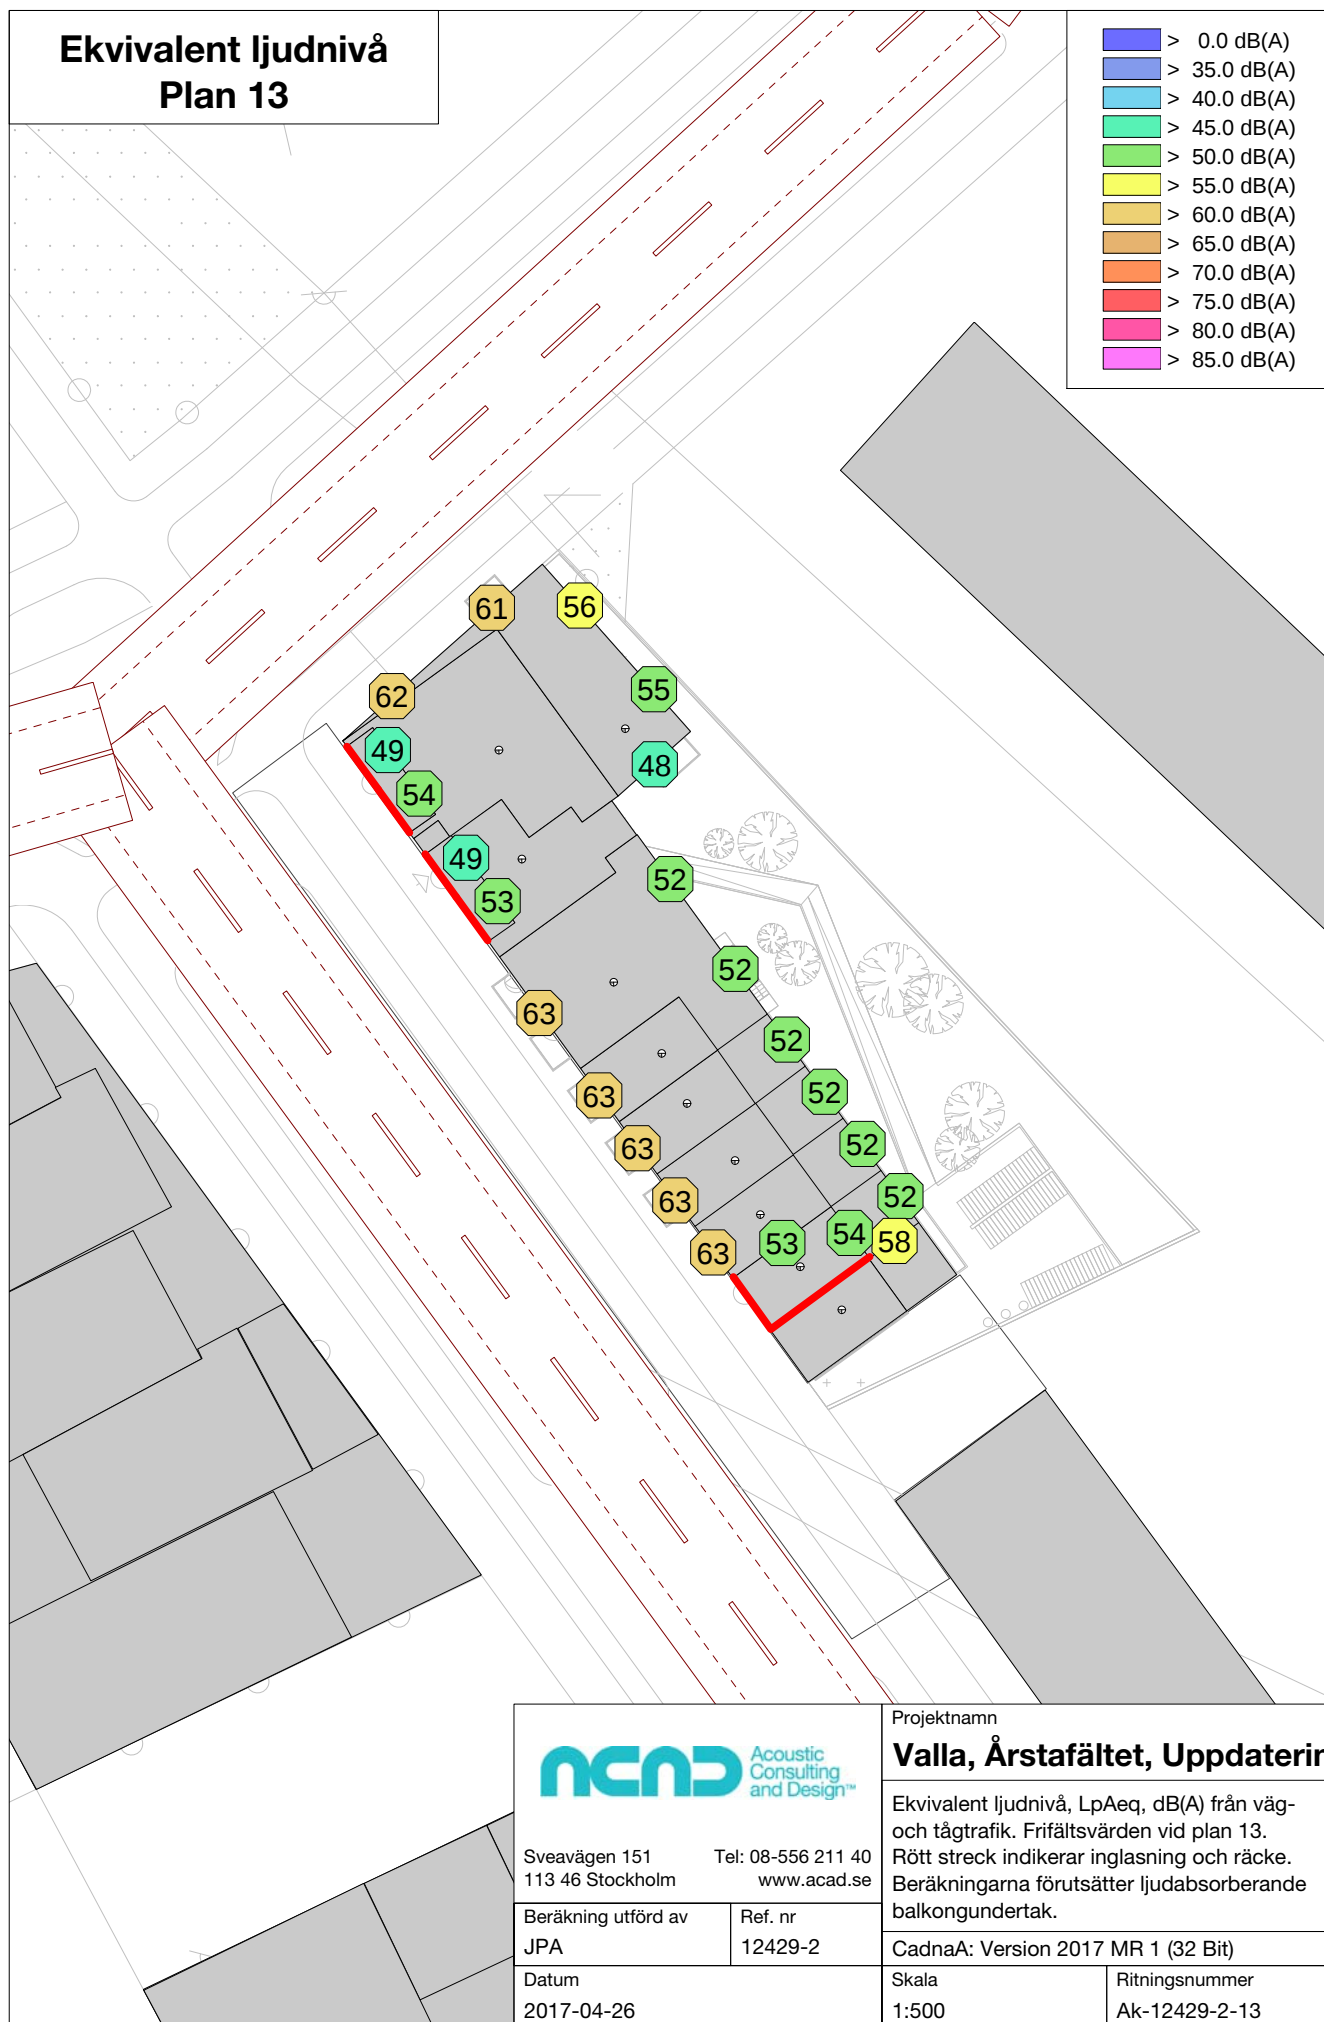 Ekvivalent ljudnivå
Plan 13
> 0.0 dB(A)
> 35.0 dB(A)
> 40.0 dB(A)
> 45.0 dB(A)
> 50.0 dB(A)
> 55.0 dB(A)
> 60.0 dB(A)
> 65.0 dB(A)
> 70.0 dB(A)
> 75.0 dB(A)
> 80.0 dB(A)
> 85.0 dB(A)
61
56
62
55
49
48
54
49
52
53
52
63
52
63
52
63
52
63
52
63
53
54
58
ACAD
Acoustic
Consulting
and Design™
Sveavägen 151
113 46 Stockholm
Tel: 08-556 211 40
www.acad.se
Beräkning utförd av
JPA
Ref. nr
12429-2
Datum
2017-04-26
Projektnamn
Valla, Årstafältet, Uppdaterin
Ekvivalent ljudnivå, LpAeq, dB(A) från väg-
och tågtrafik. Frifältsvärden vid plan 13.
Rött streck indikerar inglasning och räcke.
Beräkningarna förutsätter ljudabsorberande
balkongundertak.
CadnaA: Version 2017 MR 1 (32 Bit)
Skala
1:500
Ritningsnummer
Ak-12429-2-13